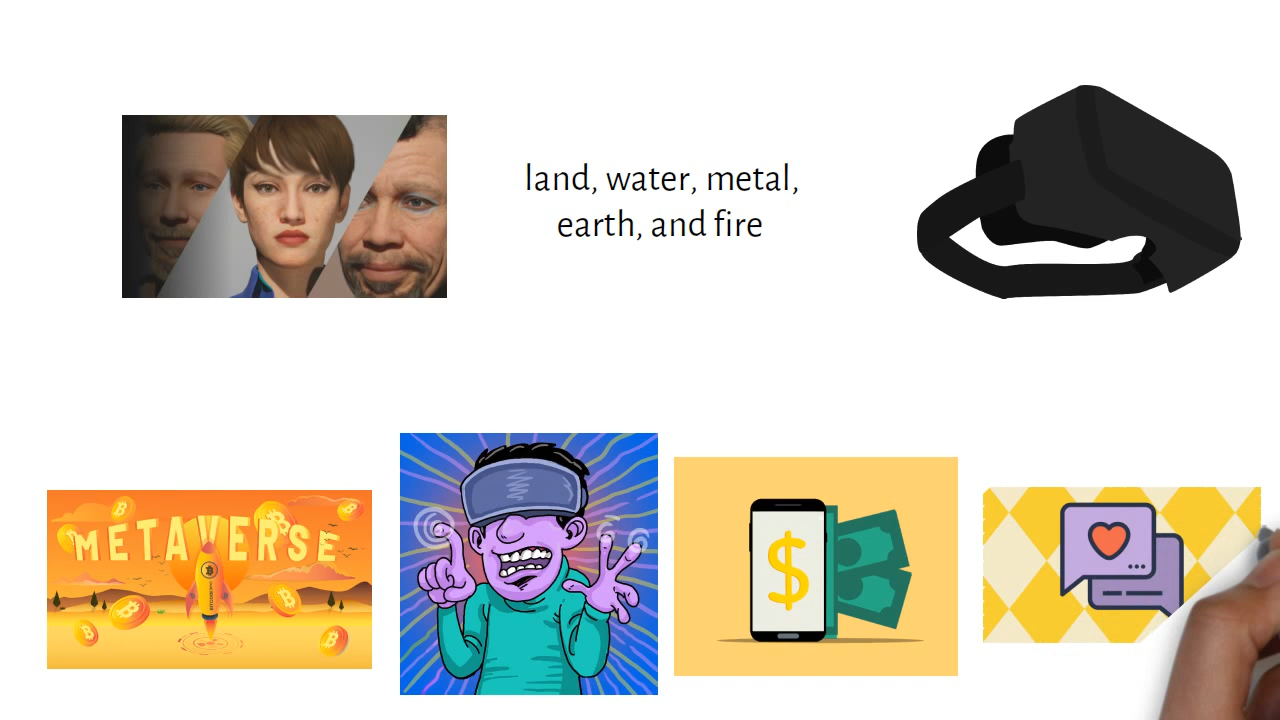 land, water, metal,
earth, and fire
METAVERSE
$